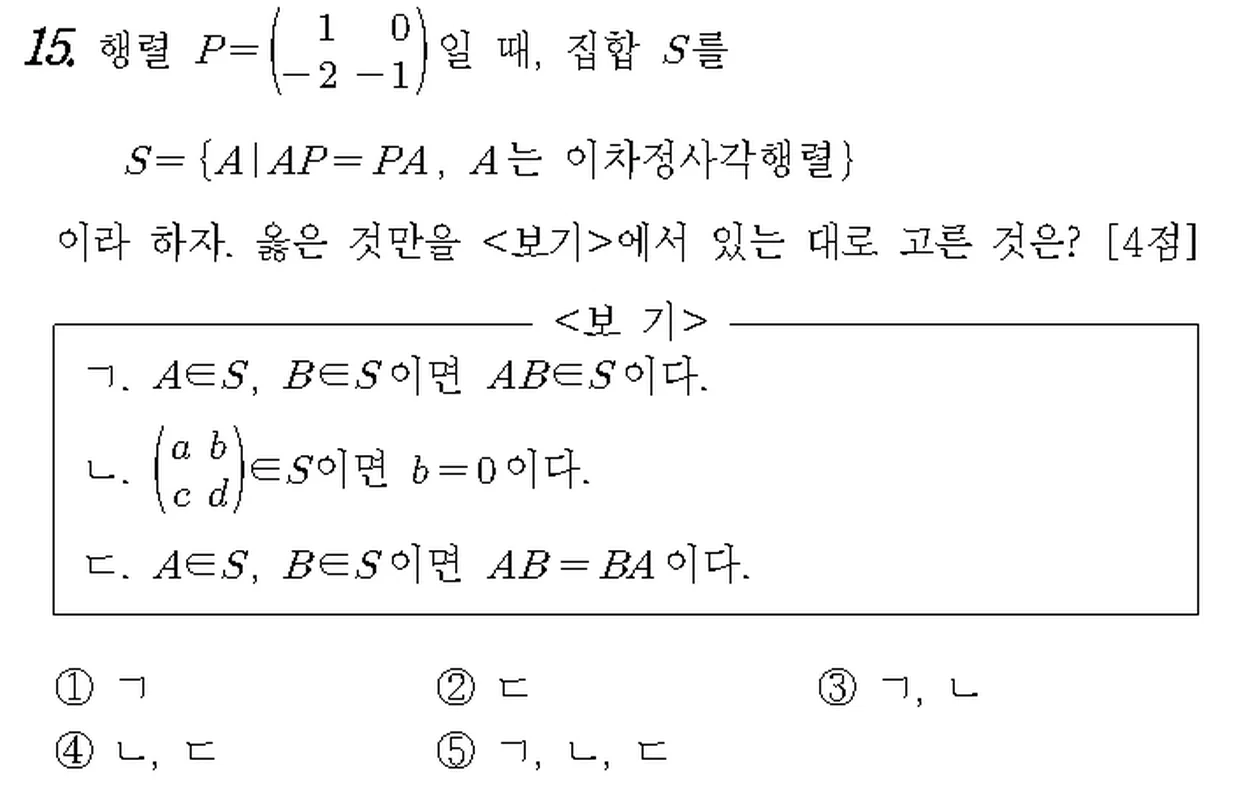 15. 행렬 P=(1 0 -2 -1)일 때, 집합 S를
S={A|AP=PA, A는 이차정사각행렬}
이라 하자. 옳은 것만을 <보기>에서 있는 대로 고른 것은? [4점]
<보 기>
ㄱ. A∈S, B∈S이면 AB∈S이다.
ㄴ. (a b c d)∈S이면 b=0이다.
ㄷ. A∈S, B∈S이면 AB=BA이다.
① ㄱ ② ㄷ ③ ㄱ, ㄴ
④ ㄴ, ㄷ ⑤ ㄱ, ㄴ, ㄷ